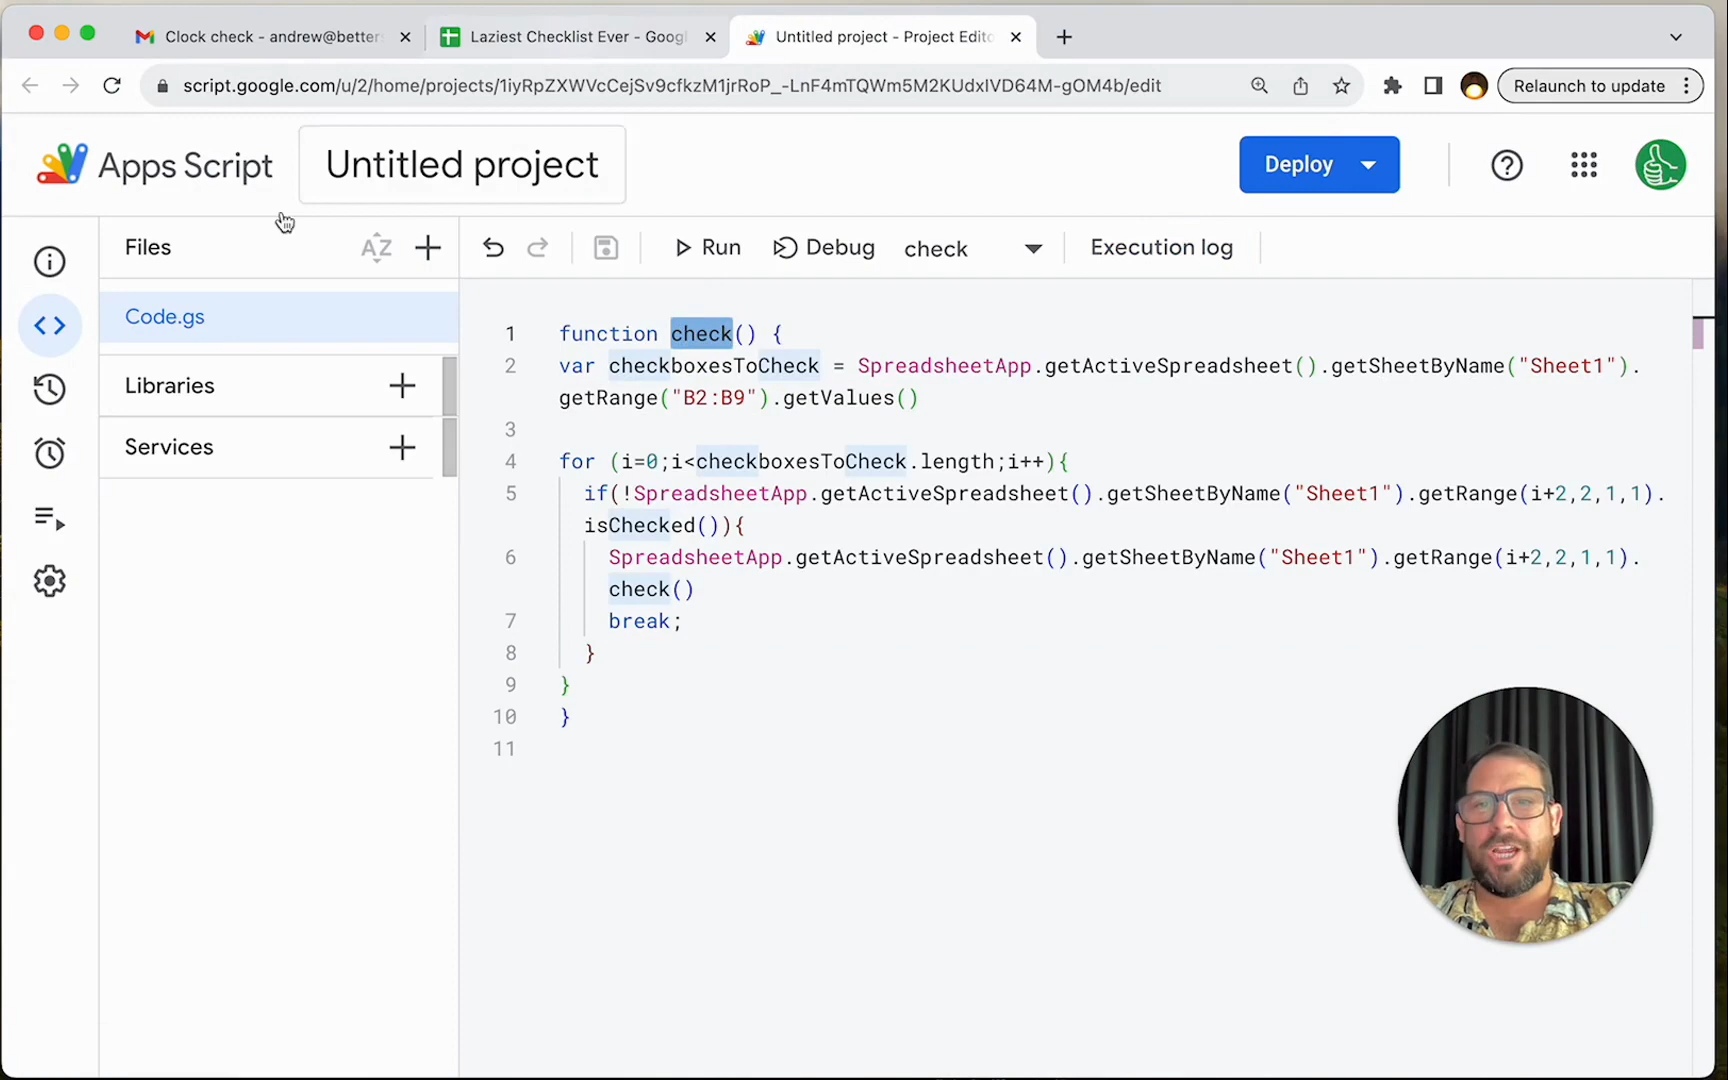 Clock check - andrew@better
Laziest Checklist Ever - Goog
Untitled project - Project Edito
script.google.com/u/2/home/projects/1iyRpZXWVcCejSv9cfkzM1jrRoP_-LnF4mTQWm5M2KUdxIVD64M-gOM4b/edit
Relaunch to update
Apps Script
Untitled project
Deploy
Files
AZ
Run
Debug
check
Execution log
Code.gs
Libraries
Services
1 function check() {
2 var checkboxesToCheck = SpreadsheetApp.getActiveSpreadsheet().getSheetByName("Sheet1").
getRange("B2:B9").getValues()
3
4 for (i=0;i<checkboxesToCheck.length;i++){
5 if(!SpreadsheetApp.getActiveSpreadsheet().getSheetByName("Sheet1").getRange(i+2,2,1,1).
isChecked()){
6 SpreadsheetApp.getActiveSpreadsheet().getSheetByName("Sheet1").getRange(i+2,2,1,1).
check()
7 break;
8 }
9 }
10 }
11